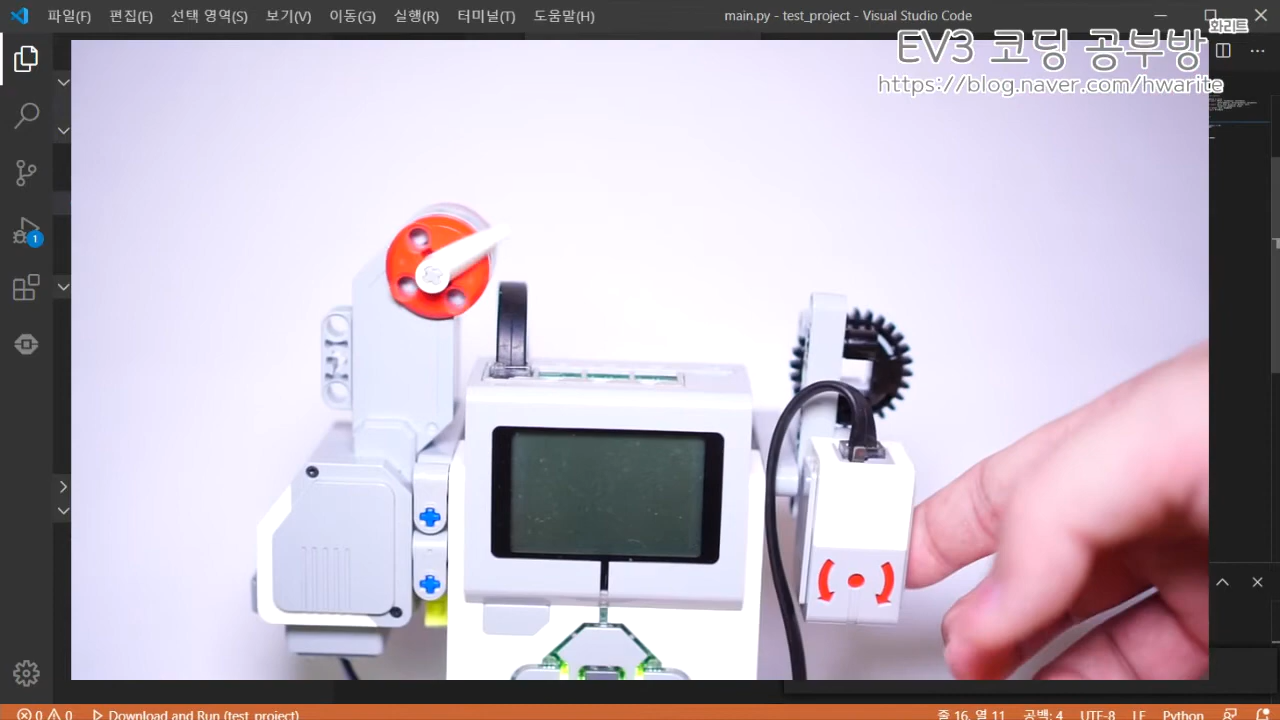 파일(F) 편집(E) 선택 영역(S) 보기(V) 이동(G) 실행(R) 터미널(T) 도움말(H) main.py - test_project - Visual Studio Code
화리트
EV3 코딩 공부방
https://blog.naver.com/hwarite
1
0 0 Download and Run (test_project) 줄 16, 열 11 공백: 4 UTF-8 LF Python